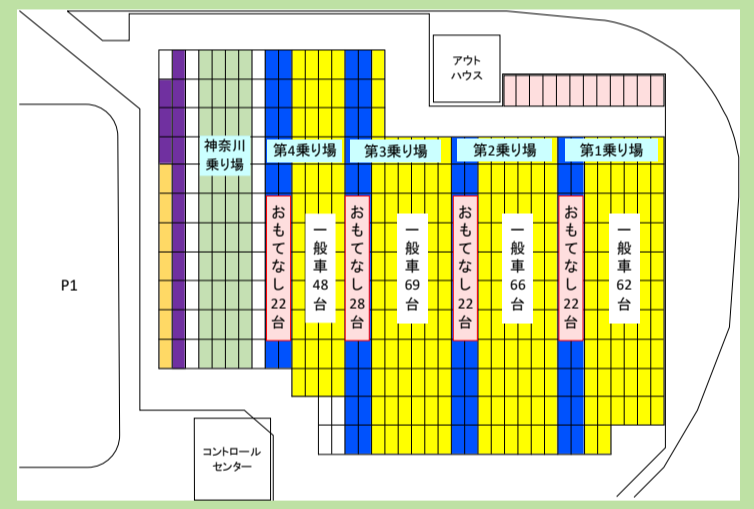 アウト
ハウス
神奈川
乗り場
第4乗り場
第3乗り場
第2乗り場
第1乗り場
おもてなし22台
一般車48台
おもてなし28台
一般車69台
おもてなし22台
一般車66台
おもてなし22台
一般車62台
P1
コントロール
センター